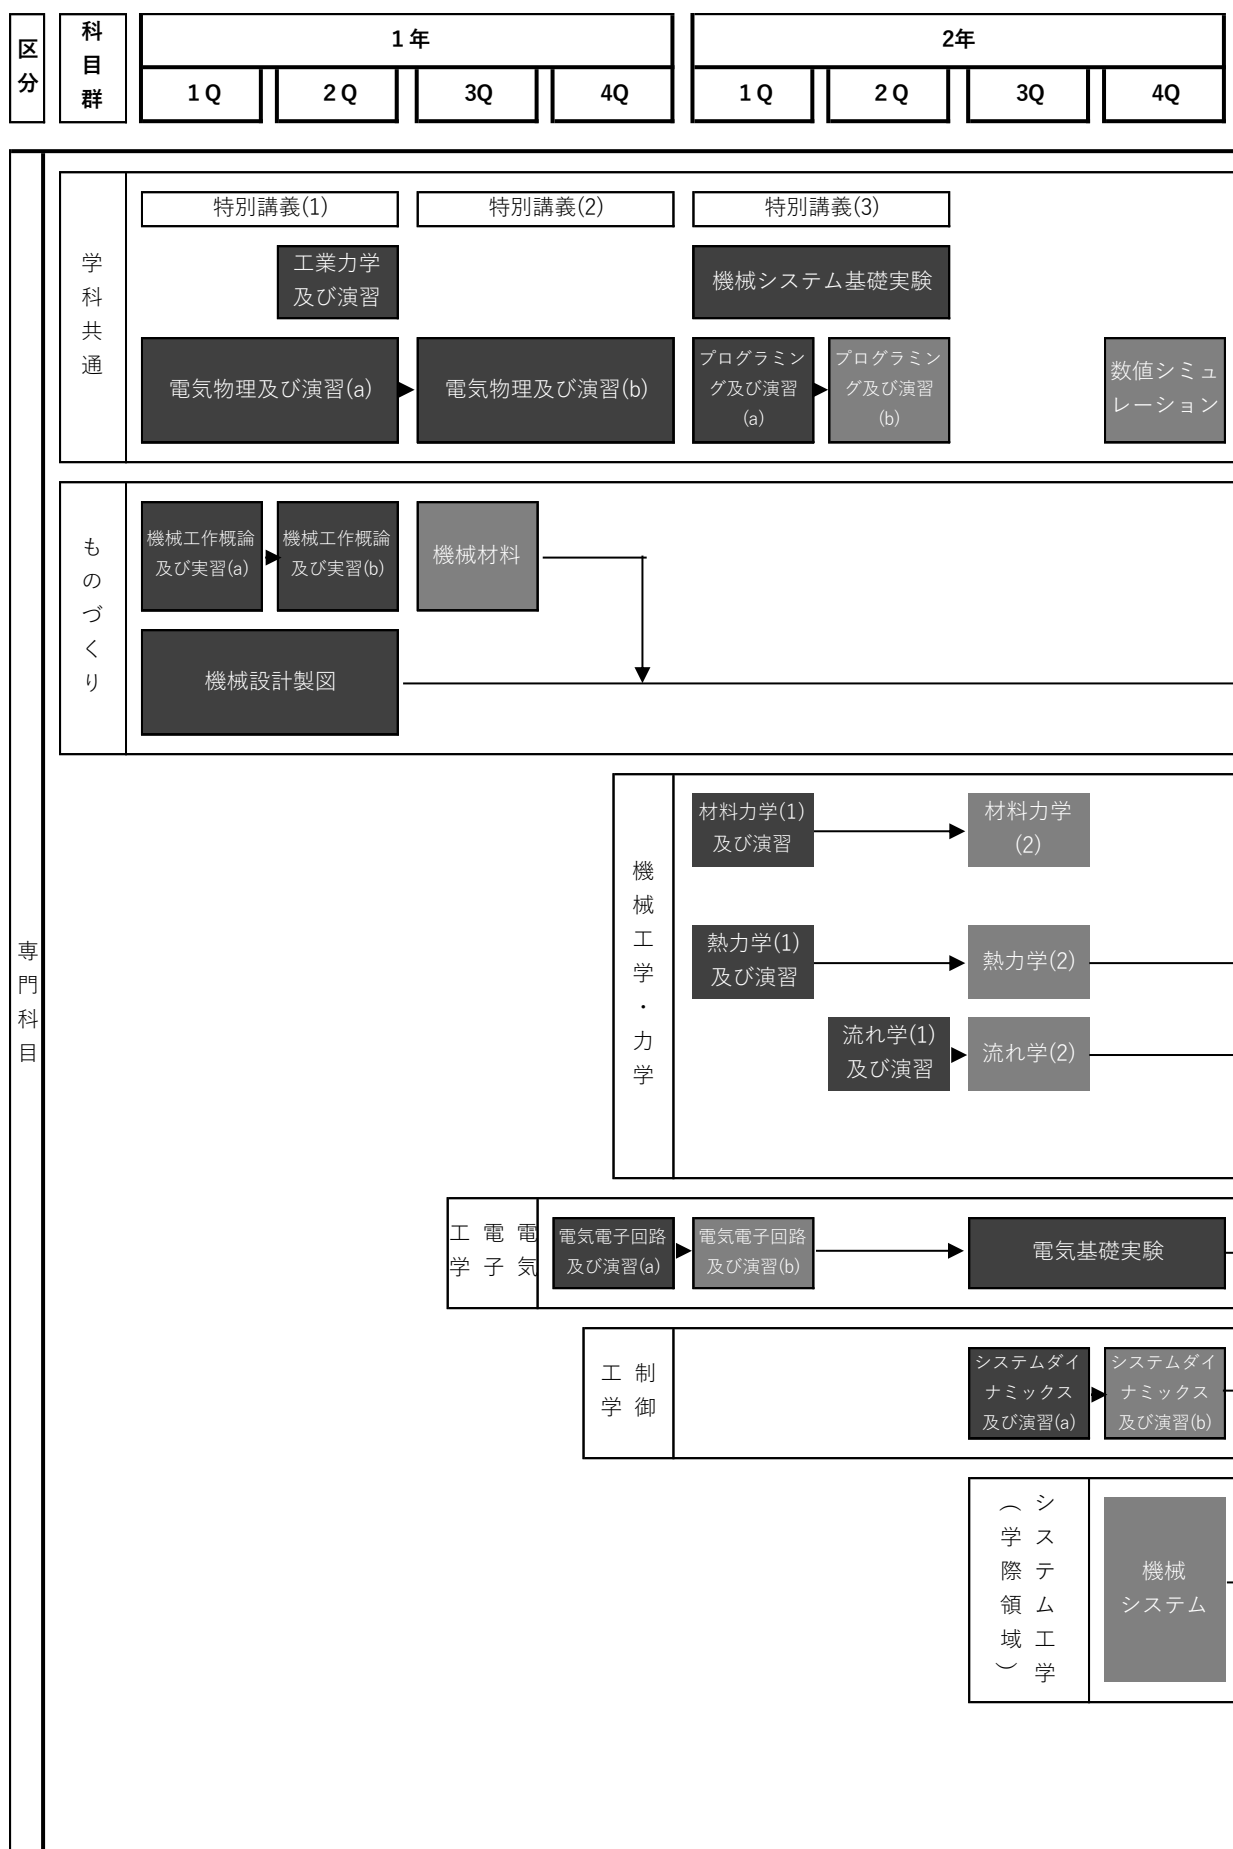 区分
科目群
1 年
2年
1 Q
2 Q
3Q
4Q
1 Q
2 Q
3Q
4Q
専門科目
学科共通
特別講義(1)
特別講義(2)
特別講義(3)
工業力学
及び演習
機械システム基礎実験
電気物理及び演習(a)
電気物理及び演習(b)
プログラミン
グ及び演習
(a)
プログラミン
グ及び演習
(b)
数値シミュ
レーション
ものづくり
機械工作概論
及び実習(a)
機械工作概論
及び実習(b)
機械材料
機械設計製図
機械工学・力学
材料力学(1)
及び演習
材料力学
(2)
熱力学(1)
及び演習
熱力学(2)
流れ学(1)
及び演習
流れ学(2)
電気
電子
工学
電気電子回路
及び演習(a)
電気電子回路
及び演習(b)
電気基礎実験
制御
工学
システムダイ
ナミックス
及び演習(a)
システムダイ
ナミックス
及び演習(b)
システム工学
(学際領域)
機械
システム